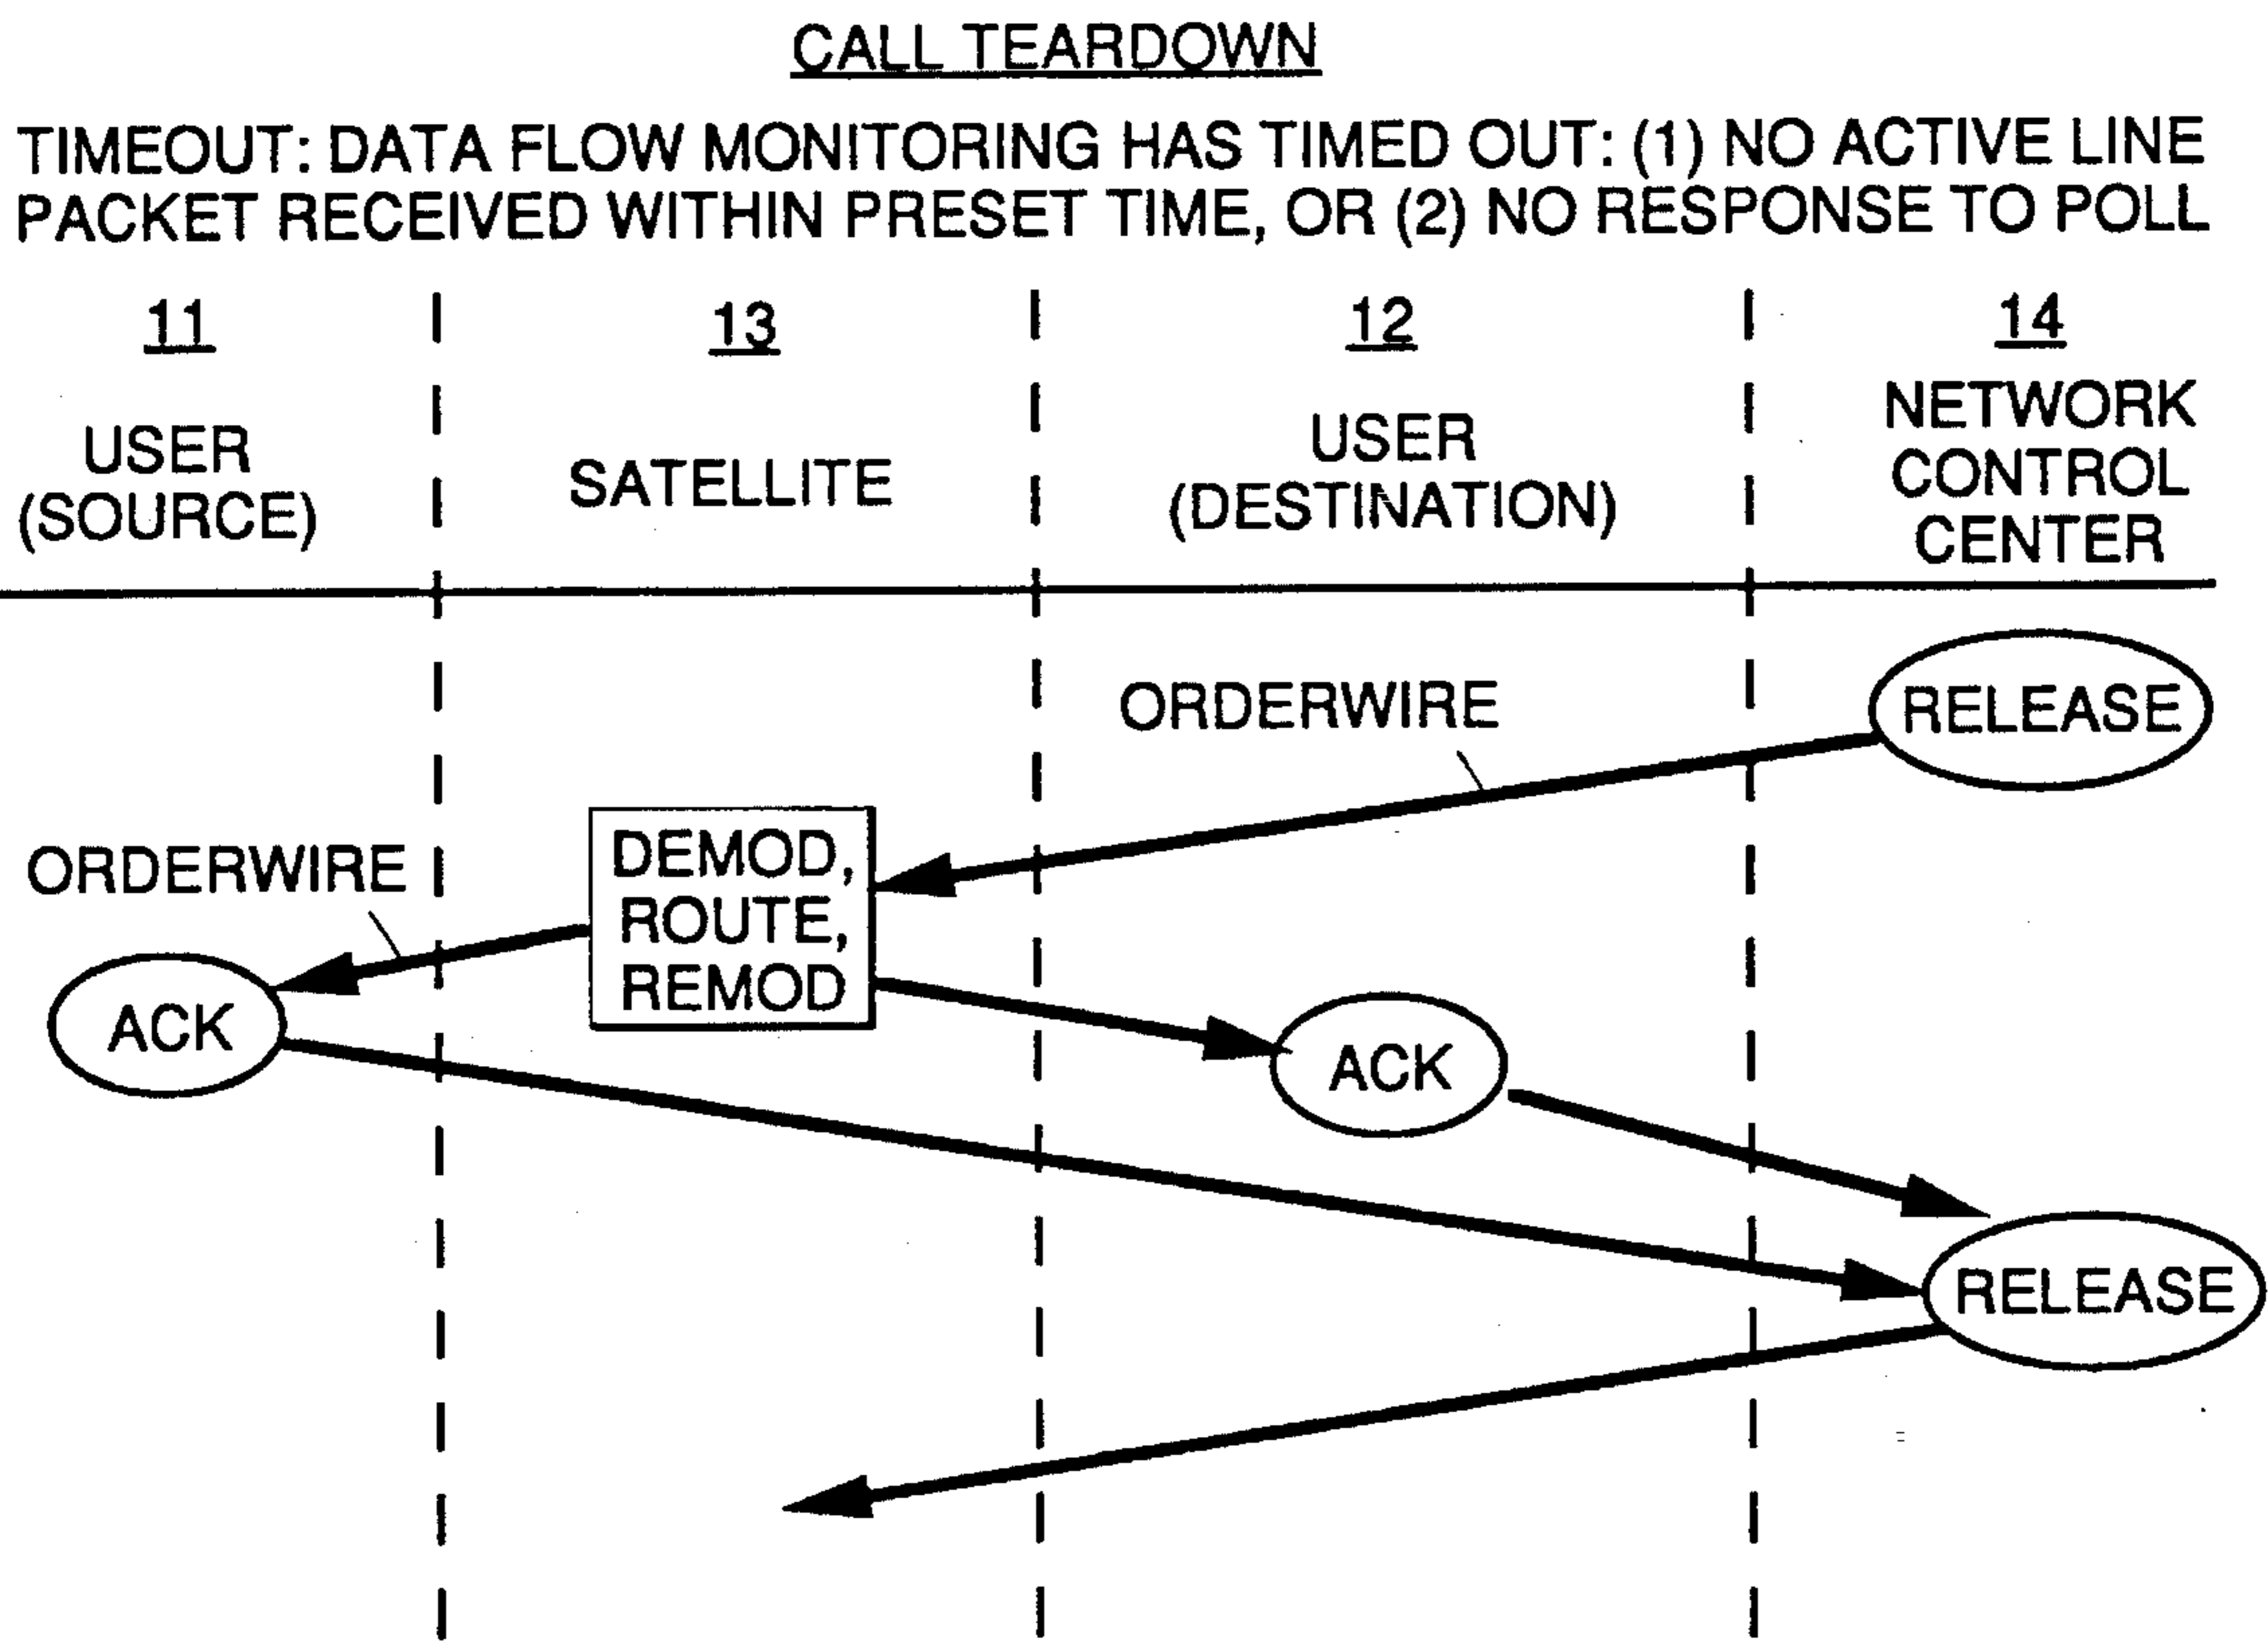 CALL TEARDOWN
TIMEOUT: DATA FLOW MONITORING HAS TIMED OUT: (1) NO ACTIVE LINE
PACKET RECEIVED WITHIN PRESET TIME, OR (2) NO RESPONSE TO POLL
11
USER
(SOURCE)
13
SATELLITE
12
USER
(DESTINATION)
14
NETWORK
CONTROL
CENTER
RELEASE
ORDERWIRE
DEMOD,
ROUTE,
REMOD
ORDERWIRE
ACK
ACK
RELEASE